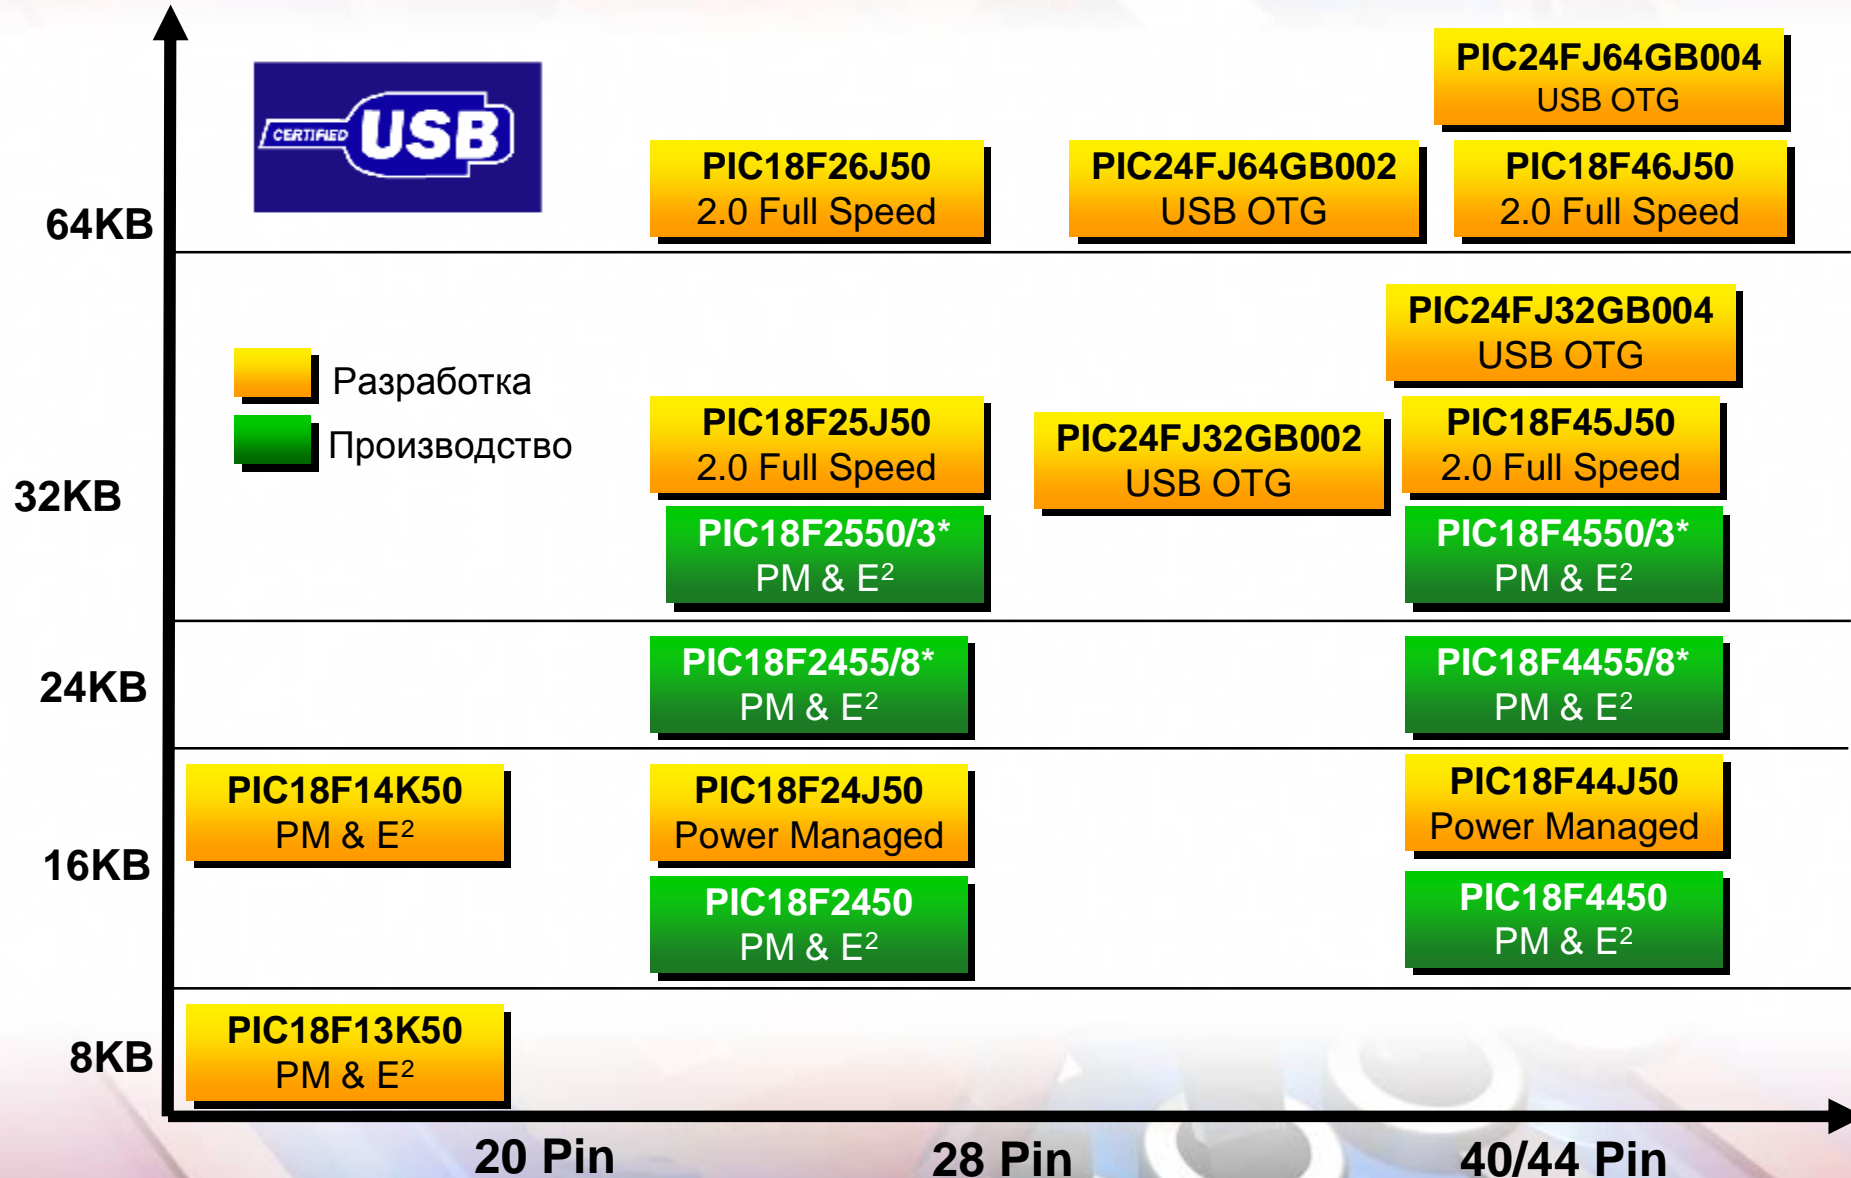 CERTIFIED USB
PIC24FJ64GB004
USB OTG
64KB
PIC18F26J50
2.0 Full Speed
PIC24FJ64GB002
USB OTG
PIC18F46J50
2.0 Full Speed
Разработка
Производство
PIC24FJ32GB004
USB OTG
32KB
PIC18F25J50
2.0 Full Speed
PIC24FJ32GB002
USB OTG
PIC18F45J50
2.0 Full Speed
PIC18F2550/3*
PM & E²
PIC18F4550/3*
PM & E²
24KB
PIC18F2455/8*
PM & E²
PIC18F4455/8*
PM & E²
16KB
PIC18F14K50
PM & E²
PIC18F24J50
Power Managed
PIC18F44J50
Power Managed
PIC18F2450
PM & E²
PIC18F4450
PM & E²
8KB
PIC18F13K50
PM & E²
20 Pin
28 Pin
40/44 Pin